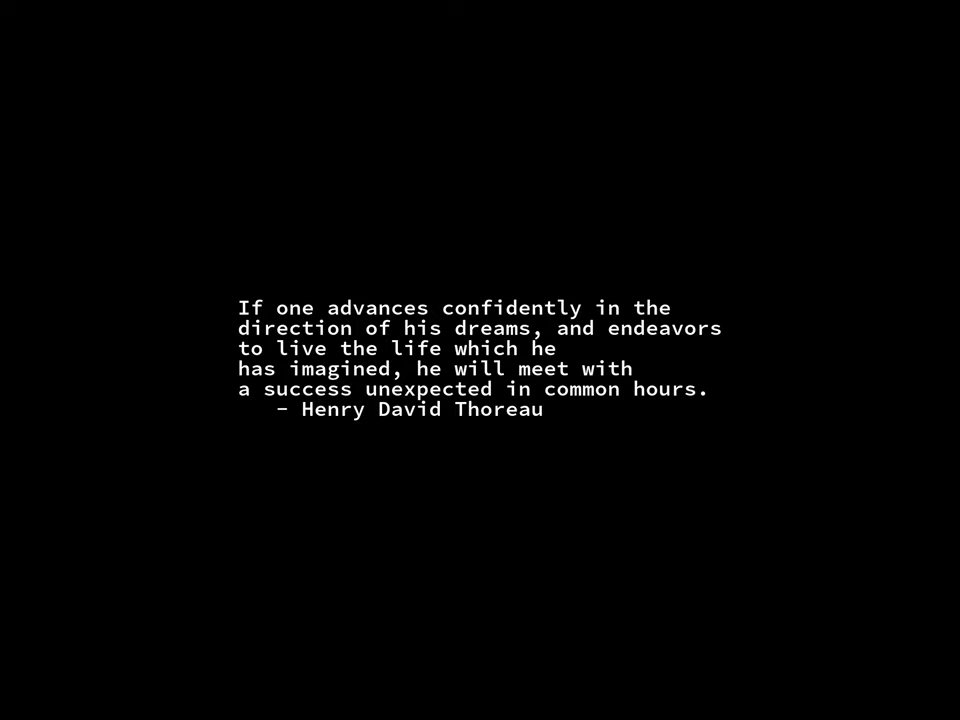 If one advances confidently in the
direction of his dreams, and endeavors
to live the life which he
has imagined, he will meet with
a success unexpected in common hours.
   - Henry David Thoreau